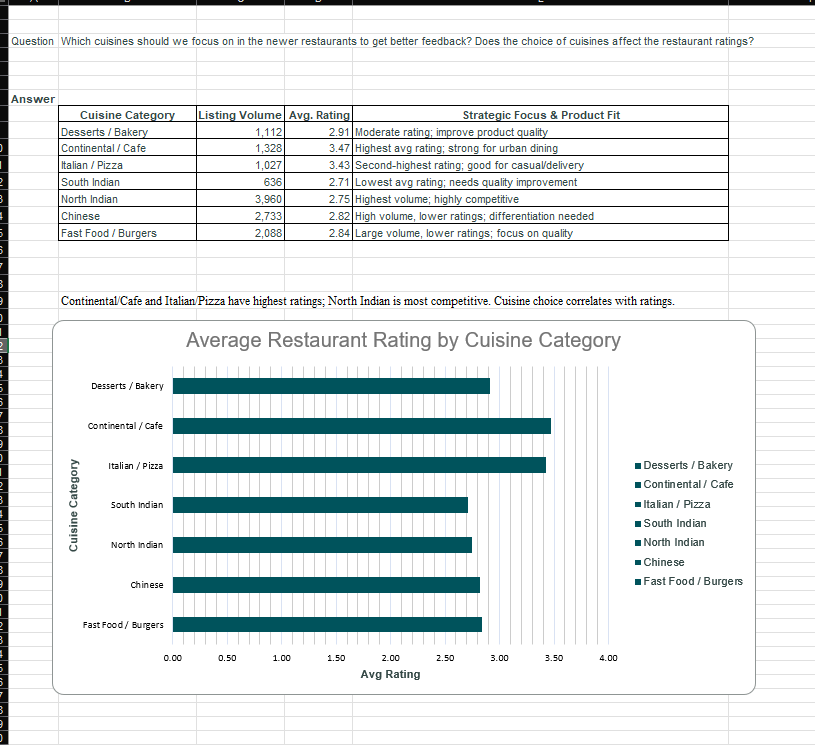 Question Which cuisines should we focus on in the newer restaurants to get better feedback? Does the choice of cuisines affect the restaurant ratings?
Answer
Cuisine Category Listing Volume Avg. Rating Strategic Focus & Product Fit
Desserts / Bakery 1,112 2.91 Moderate rating; improve product quality
Continental / Cafe 1,328 3.47 Highest avg rating; strong for urban dining
Italian / Pizza 1,027 3.43 Second-highest rating; good for casual/delivery
South Indian 636 2.71 Lowest avg rating; needs quality improvement
North Indian 3,960 2.75 Highest volume; highly competitive
Chinese 2,733 2.82 High volume, lower ratings; differentiation needed
Fast Food / Burgers 2,088 2.84 Large volume, lower ratings; focus on quality
Continental/Cafe and Italian/Pizza have highest ratings; North Indian is most competitive. Cuisine choice correlates with ratings.
Average Restaurant Rating by Cuisine Category
Cuisine Category
Desserts / Bakery
Continental / Cafe
Italian / Pizza
South Indian
North Indian
Chinese
Fast Food / Burgers
0.00 0.50 1.00 1.50 2.00 2.50 3.00 3.50 4.00
Avg Rating
Desserts / Bakery
Continental / Cafe
Italian / Pizza
South Indian
North Indian
Chinese
Fast Food / Burgers